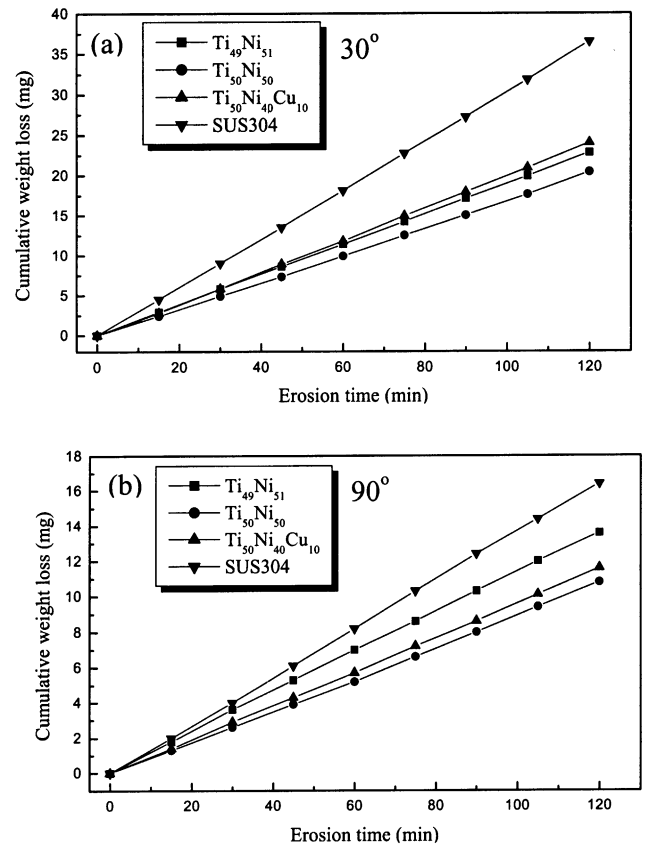 (a)
30°
Ti49Ni51
Ti50Ni50
Ti50Ni40Cu10
SUS304
40
35
30
25
20
15
10
5
0
Cumulative weight loss (mg)
0 20 40 60 80 100 120
Erosion time (min)
(b)
90°
Ti49Ni51
Ti50Ni50
Ti50Ni40Cu10
SUS304
18
16
14
12
10
8
6
4
2
0
Cumulative weight loss (mg)
0 20 40 60 80 100 120
Erosion time (min)